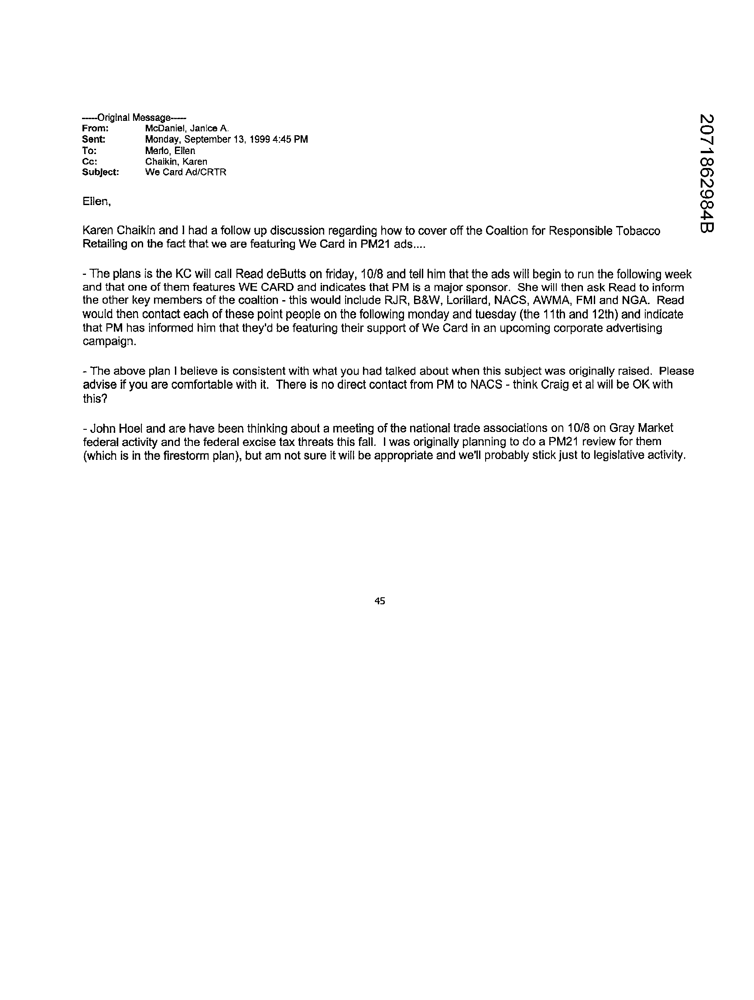 -----Original Message-----
From: McDaniel, Janice A.
Sent: Monday, September 13, 1999 4:45 PM
To: Merlo, Ellen
Cc: Chaikin, Karen
Subject: We Card Ad/CRTR
Ellen,
Karen Chaikin and I had a follow up discussion regarding how to cover off the Coaltion for Responsible Tobacco
Retailing on the fact that we are featuring We Card in PM21 ads....
- The plans is the KC will call Read deButts on friday, 10/8 and tell him that the ads will begin to run the following week
and that one of them features WE CARD and indicates that PM is a major sponsor. She will then ask Read to inform
the other key members of the coalition - this would include RJR, B&W, Lorillard, NACS, AWMA, FMI and NGA. Read
would then contact each of these point people on the following monday and tuesday (the 11th and 12th) and indicate
that PM has informed him that they'd be featuring their support of We Card in an upcoming corporate advertising
campaign.
- The above plan I believe is consistent with what you had talked about when this subject was originally raised. Please
advise if you are comfortable with it. There is no direct contact from PM to NACS - think Craig et al will be OK with
this?
- John Hoel and are have been thinking about a meeting of the national trade associations on 10/8 on Gray Market
federal activity and the federal excise tax threats this fall. I was originally planning to do a PM21 review for them
(which is in the firestorm plan), but am not sure it will be appropriate and we'll probably stick just to legislative activity.
45
2071862984B